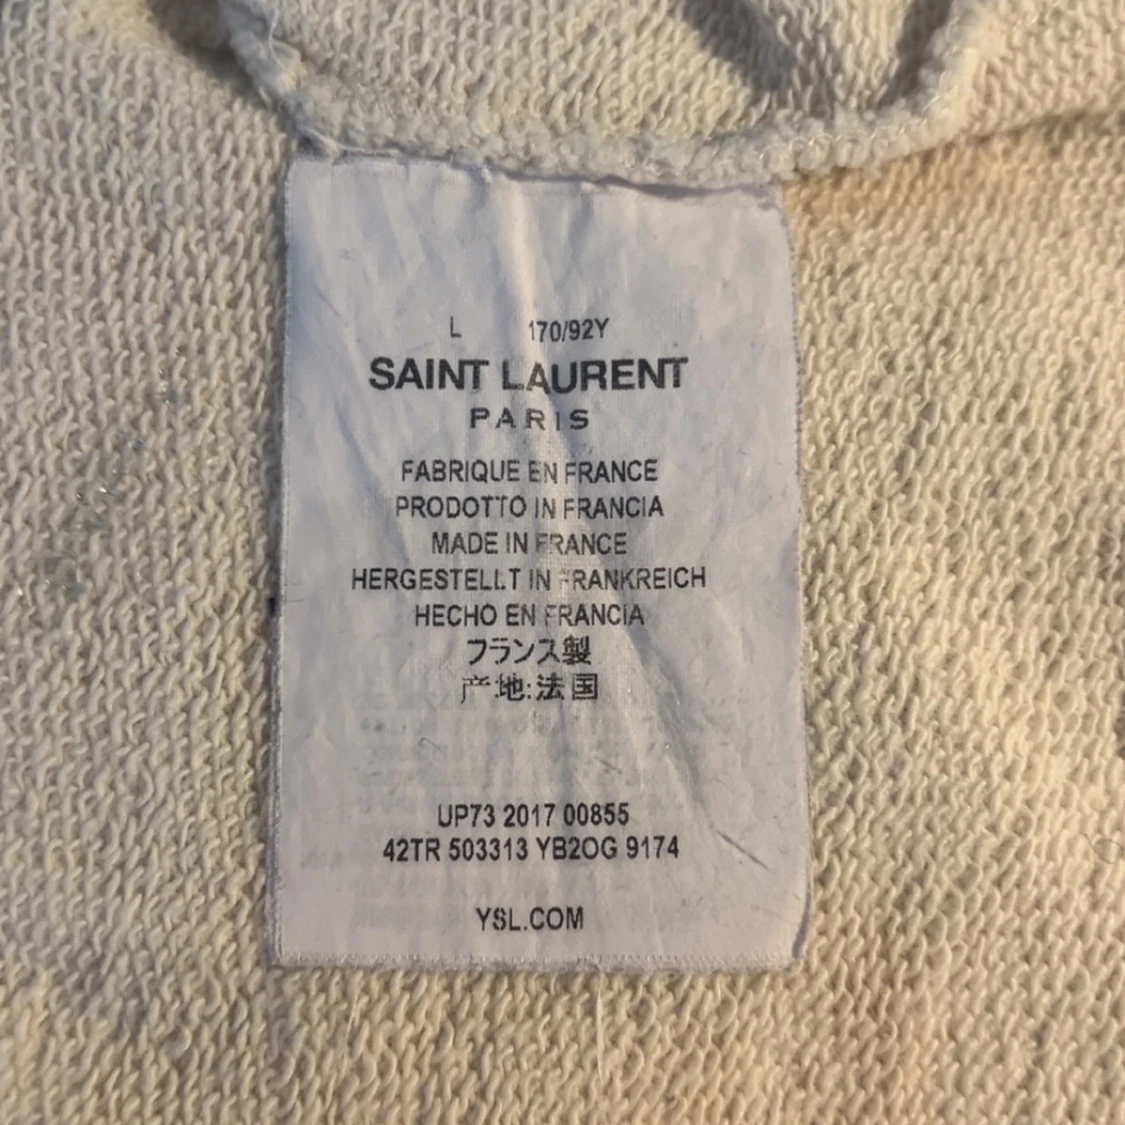 L 170/92Y
SAINT LAURENT
PARIS
FABRIQUE EN FRANCE
PRODOTTO IN FRANCIA
MADE IN FRANCE
HERGESTELLT IN FRANKREICH
HECHO EN FRANCIA
フランス製
产地:法国
UP73 2017 00855
42TR 503313 YB2OG 9174
YSL.COM